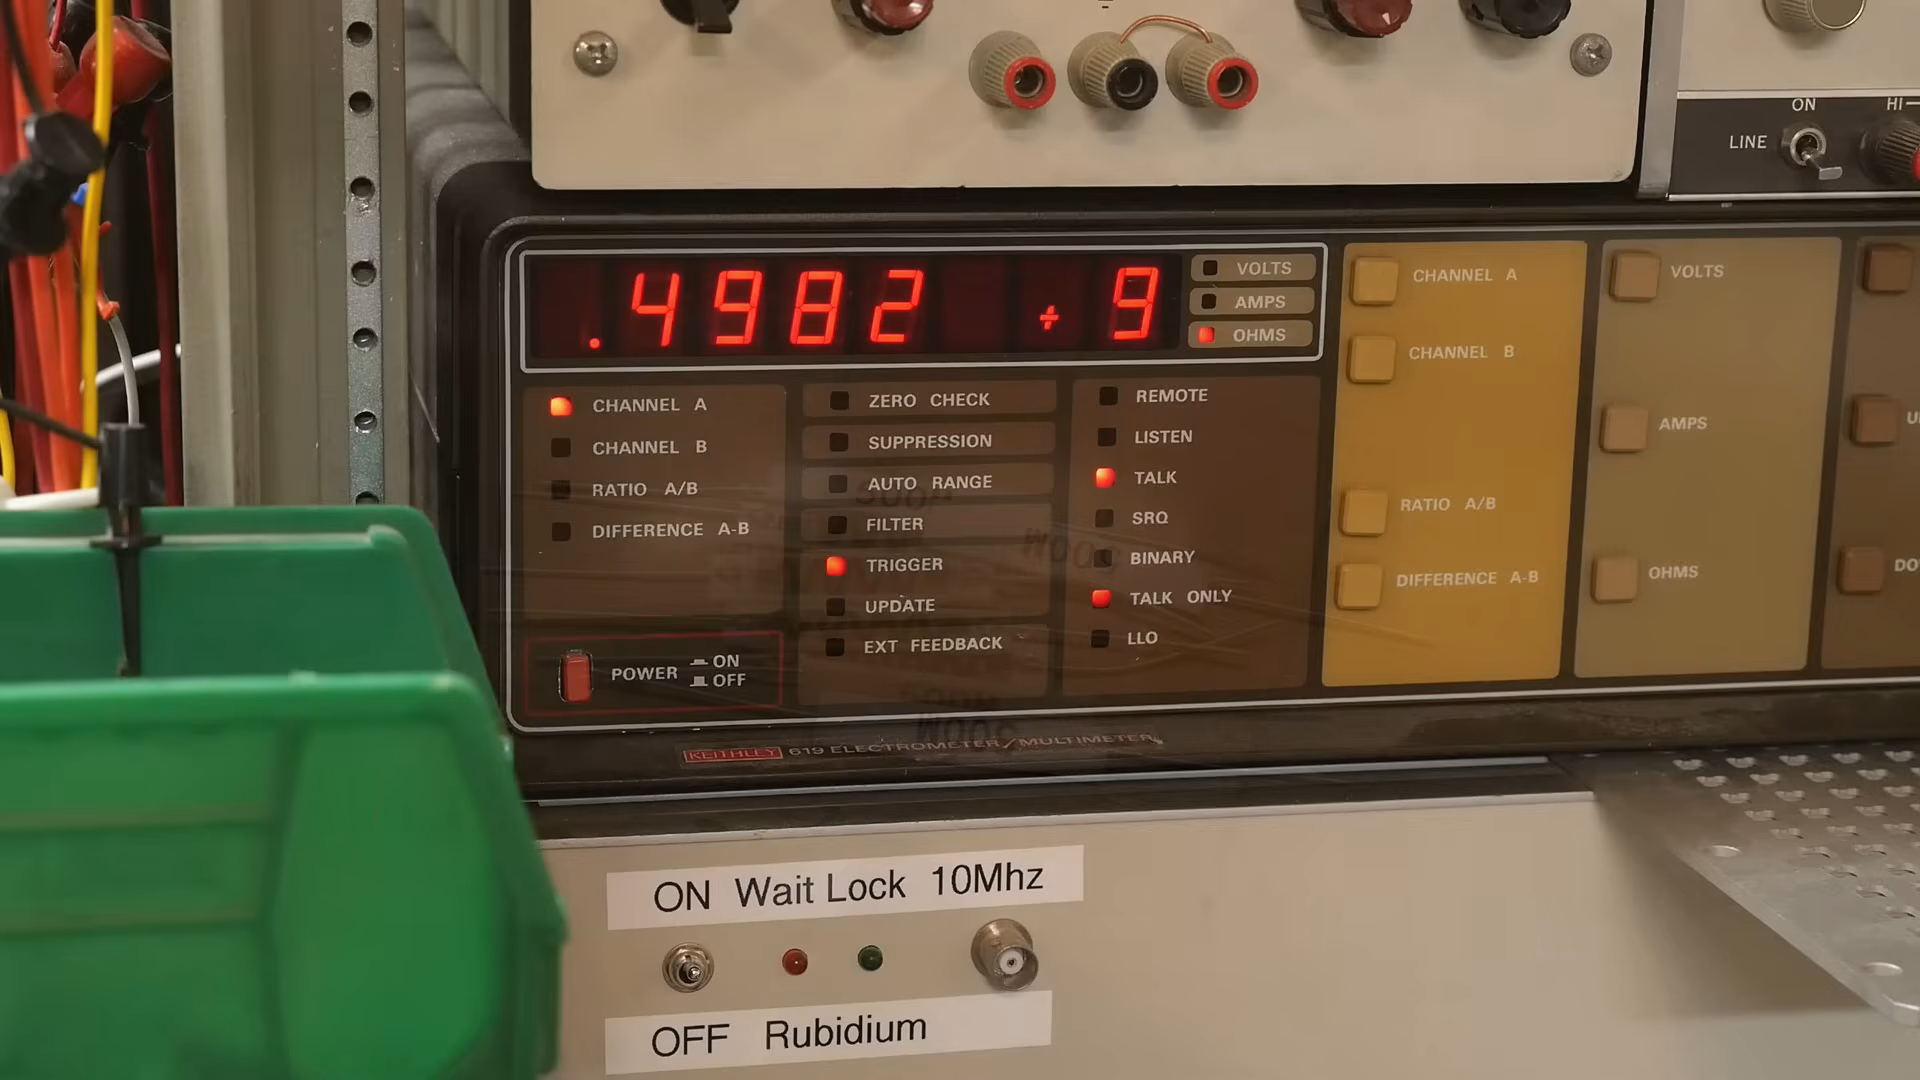 ON HI
LINE
.4982 +9
VOLTS
AMPS
OHMS
CHANNEL A
CHANNEL B
RATIO A/B
DIFFERENCE A-B
ZERO CHECK
SUPPRESSION
AUTO RANGE
FILTER
TRIGGER
UPDATE
EXT FEEDBACK
REMOTE
LISTEN
TALK
SRQ
BINARY
TALK ONLY
LLO
POWER ON
OFF
CHANNEL A
CHANNEL B
RATIO A/B
DIFFERENCE A-B
VOLTS
AMPS
OHMS
KEITHLEY 619 ELECTROMETER/MULTIMETER
ON Wait Lock 10Mhz
OFF Rubidium